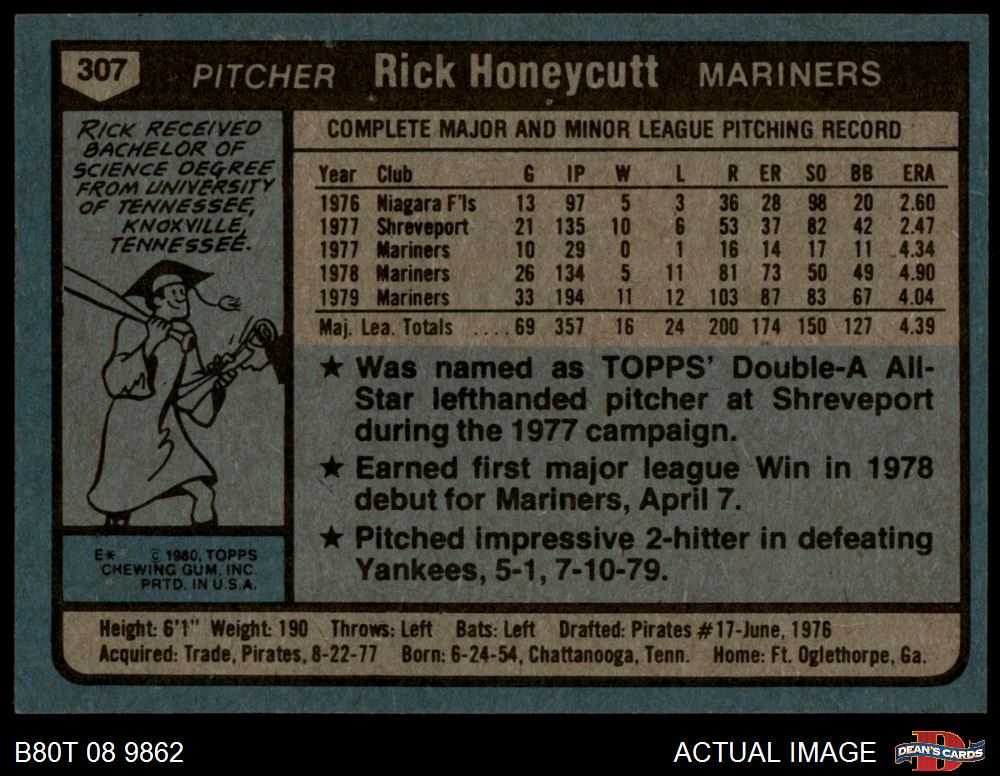 307 PITCHER Rick Honeycutt MARINERS
RICK RECEIVED
BACHELOR OF
SCIENCE DEGREE
FROM UNIVERSITY
OF TENNESSEE,
KNOXVILLE,
TENNESSEE.
COMPLETE MAJOR AND MINOR LEAGUE PITCHING RECORD
Year Club G IP W L R ER SO BB ERA
1976 Niagara F'ls 13 97 5 3 36 28 98 20 2.60
1977 Shreveport 21 135 10 6 53 37 82 42 2.47
1977 Mariners 10 29 0 1 16 14 17 11 4.34
1978 Mariners 26 134 5 11 81 73 50 49 4.90
1979 Mariners 33 194 11 12 103 87 83 67 4.04
Maj. Lea. Totals ....69 357 16 24 200 174 150 127 4.39
★ Was named as TOPPS' Double-A All-
Star lefthanded pitcher at Shreveport
during the 1977 campaign.
★ Earned first major league Win in 1978
debut for Mariners, April 7.
★ Pitched impressive 2-hitter in defeating
Yankees, 5-1, 7-10-79.
E* © 1980, TOPPS
CHEWING GUM, INC.
PRTD. IN U.S.A.
Height: 6'1" Weight: 190 Throws: Left Bats: Left Drafted: Pirates #17-June, 1976
Acquired: Trade, Pirates, 8-22-77 Born: 6-24-54, Chattanooga, Tenn. Home: Ft. Oglethorpe, Ga.
B80T 08 9862 ACTUAL IMAGE DEAN'S CARDS